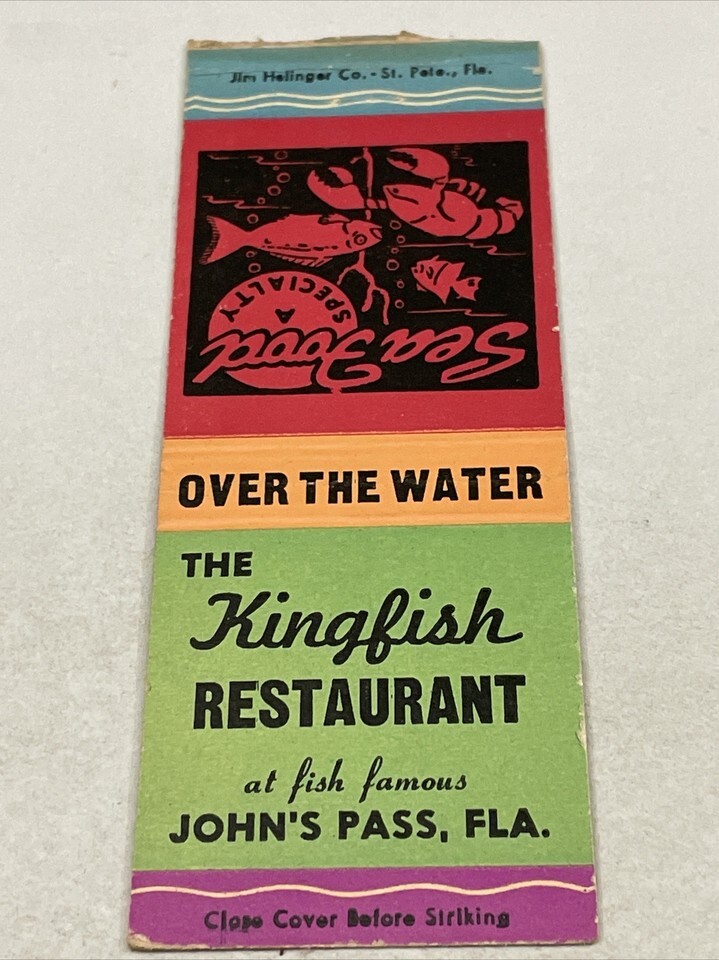 Jim Helinger Co. - St. Pete., Fla.
Sea Food
A
SPECIALTY
OVER THE WATER
THE
Kingfish
RESTAURANT
at fish famous
JOHN'S PASS, FLA.
Close Cover Before Striking